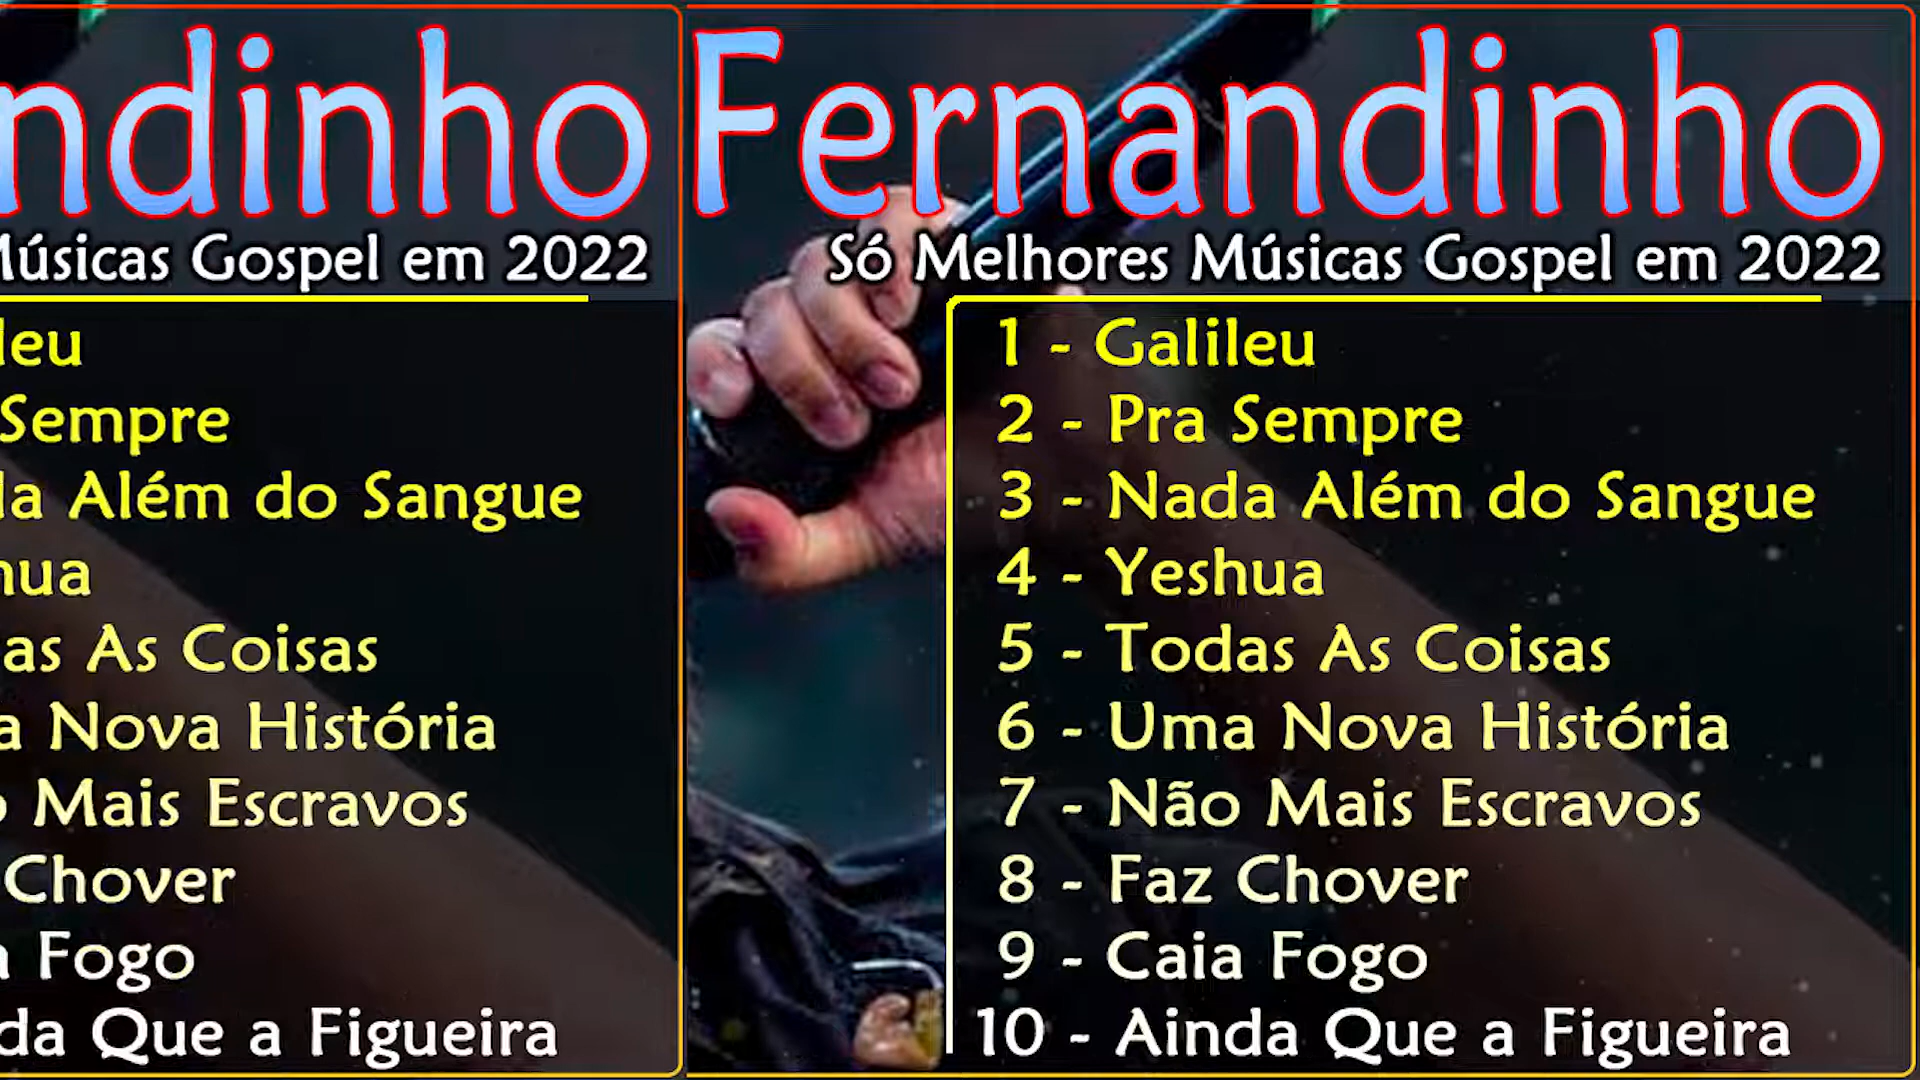 ndinho
Músicas Gospel em 2022
leu
Sempre
da Além do Sangue
hua
as As Coisas
a Nova História
o Mais Escravos
Chover
a Fogo
da Que a Figueira
Fernandinho
Só Melhores Músicas Gospel em 2022
1 - Galileu
2 - Pra Sempre
3 - Nada Além do Sangue
4 - Yeshua
5 - Todas As Coisas
6 - Uma Nova História
7 - Não Mais Escravos
8 - Faz Chover
9 - Caia Fogo
10 - Ainda Que a Figueira